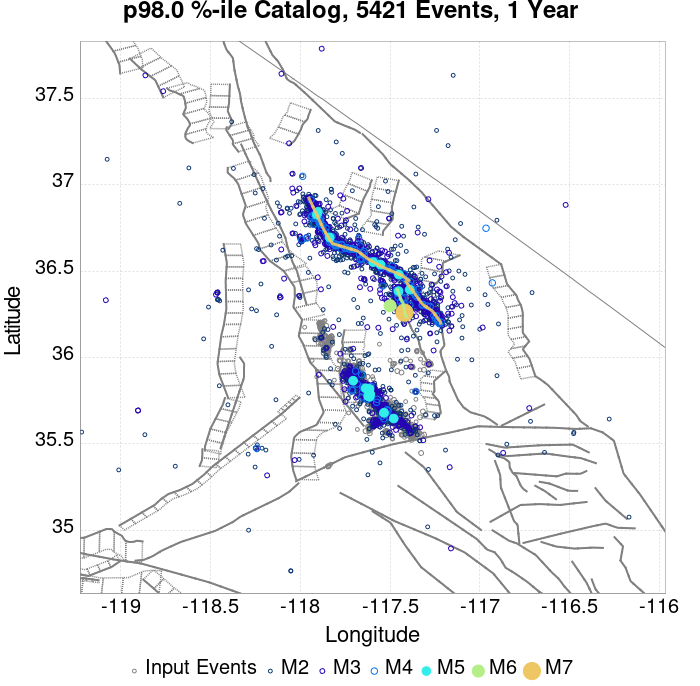 p98.0 %-ile Catalog, 5421 Events, 1 Year
Latitude
37.5
37
36.5
36
35.5
35
-119 -118.5 -118 -117.5 -117 -116.5 -116
Longitude
Input Events M2 M3 M4 M5 M6 M7